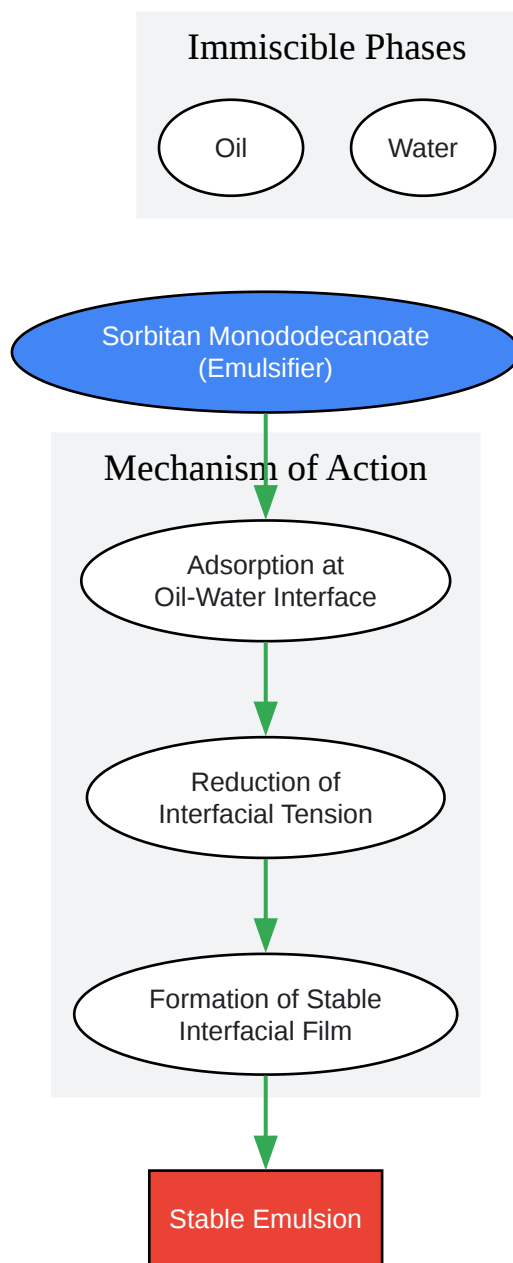 Immiscible Phases
Oil
Water
Sorbitan Monododecanoate
(Emulsifier)
Mechanism of Action
Adsorption at
Oil-Water Interface
Reduction of
Interfacial Tension
Formation of Stable
Interfacial Film
Stable Emulsion